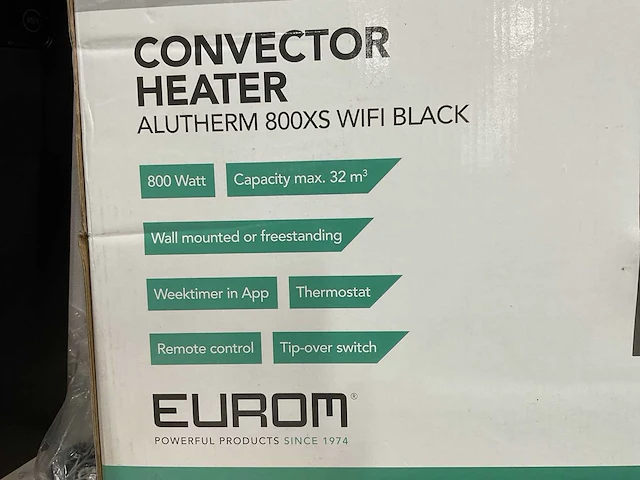 CONVECTOR
HEATER
ALUTHERM 800XS WIFI BLACK
800 Watt Capacity max. 32 m³
Wall mounted or freestanding
Weektimer in App Thermostat
Remote control Tip-over switch
EUROM®
POWERFUL PRODUCTS SINCE 1974